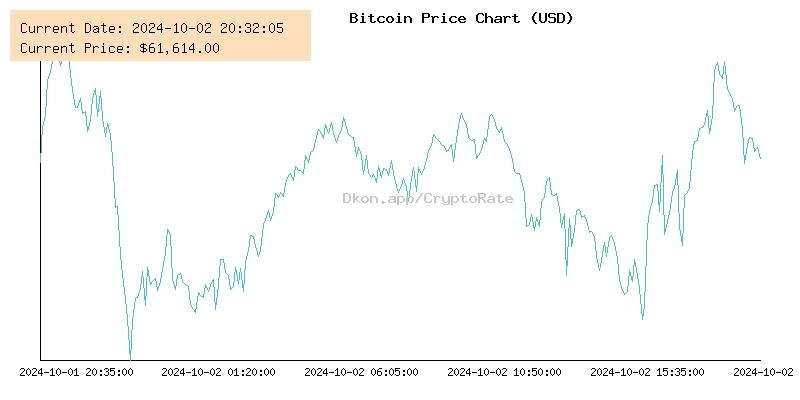 Bitcoin Price Chart (USD)
Current Date: 2024-10-02 20:32:05
Current Price: $61,614.00
Dkon.app/CryptoRate
2024-10-01 20:35:00 2024-10-02 01:20:00 2024-10-02 06:05:00 2024-10-02 10:50:00 2024-10-02 15:35:00 2024-10-02